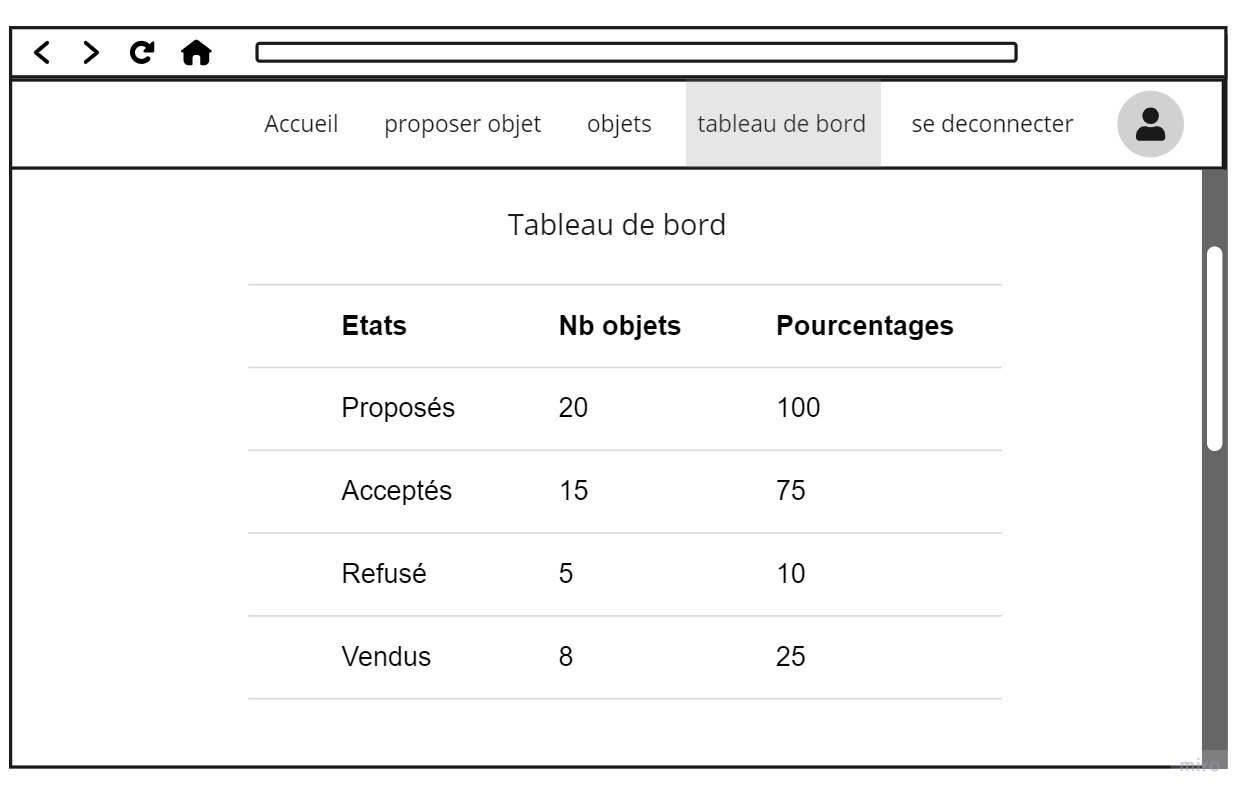 Accueil proposer objet objets tableau de bord se deconnecter
Tableau de bord
Etats Nb objets Pourcentages
Proposés 20 100
Acceptés 15 75
Refusé 5 10
Vendus 8 25
miro